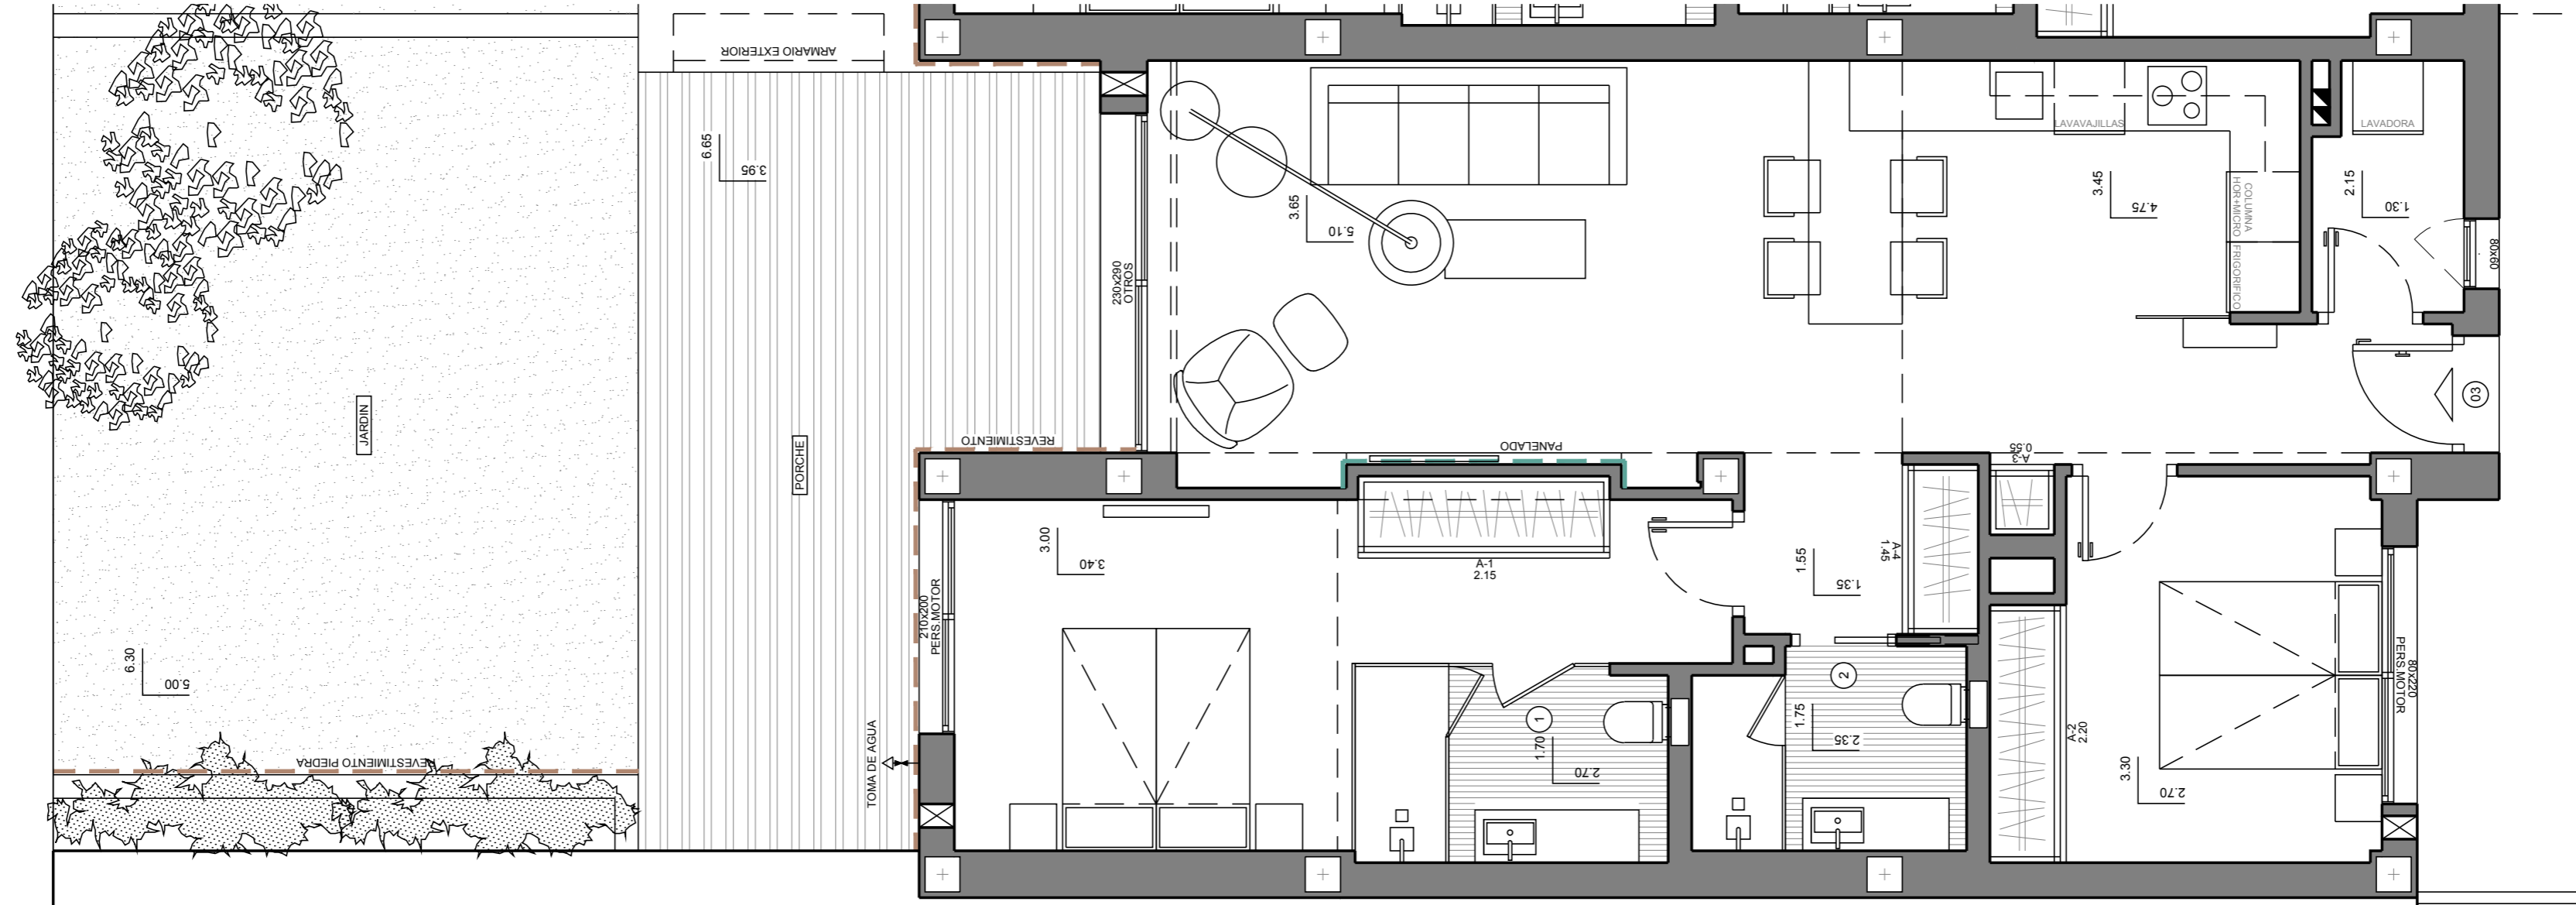 ARMARIO EXTERIOR
6.65
3.95
JARDIN
PORCHE
REVESTIMIENTO
230x290
OTROS
3.65
5.10
PANELADO
LAVAVAJILLAS
3.45
4.75
COLUMNA
HOR+MICRO
FRIGORIFICO
LAVADORA
2.15
1.30
80x60
03
A-3
0.55
A-4
1.45
1.55
1.35
A-1
2.15
3.00
3.40
210x200
PERS.MOTOR
6.30
5.00
REVESTIMIENTO PIEDRA
TOMA DE AGUA
1
1.70
2.70
2
1.75
2.35
A-2
2.20
3.30
2.70
80x220
PERS.MOTOR